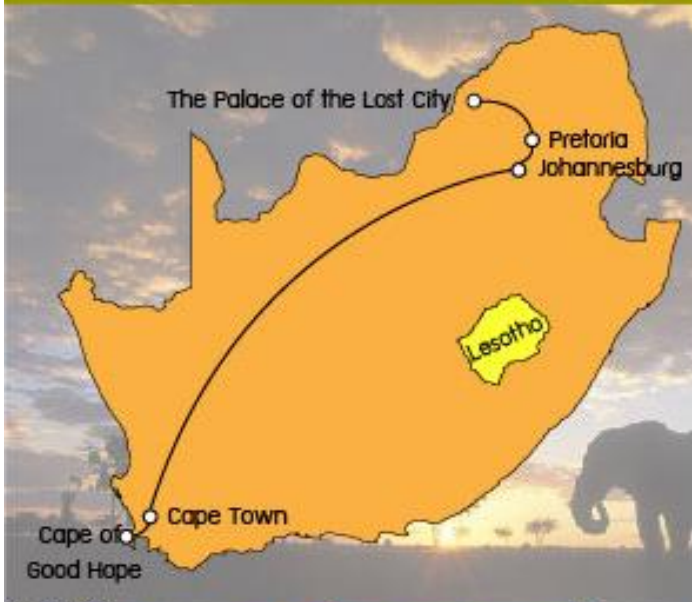 The Palace of the Lost City
Pretoria
Johannesburg
Lesotho
Cape Town
Cape of
Good Hope